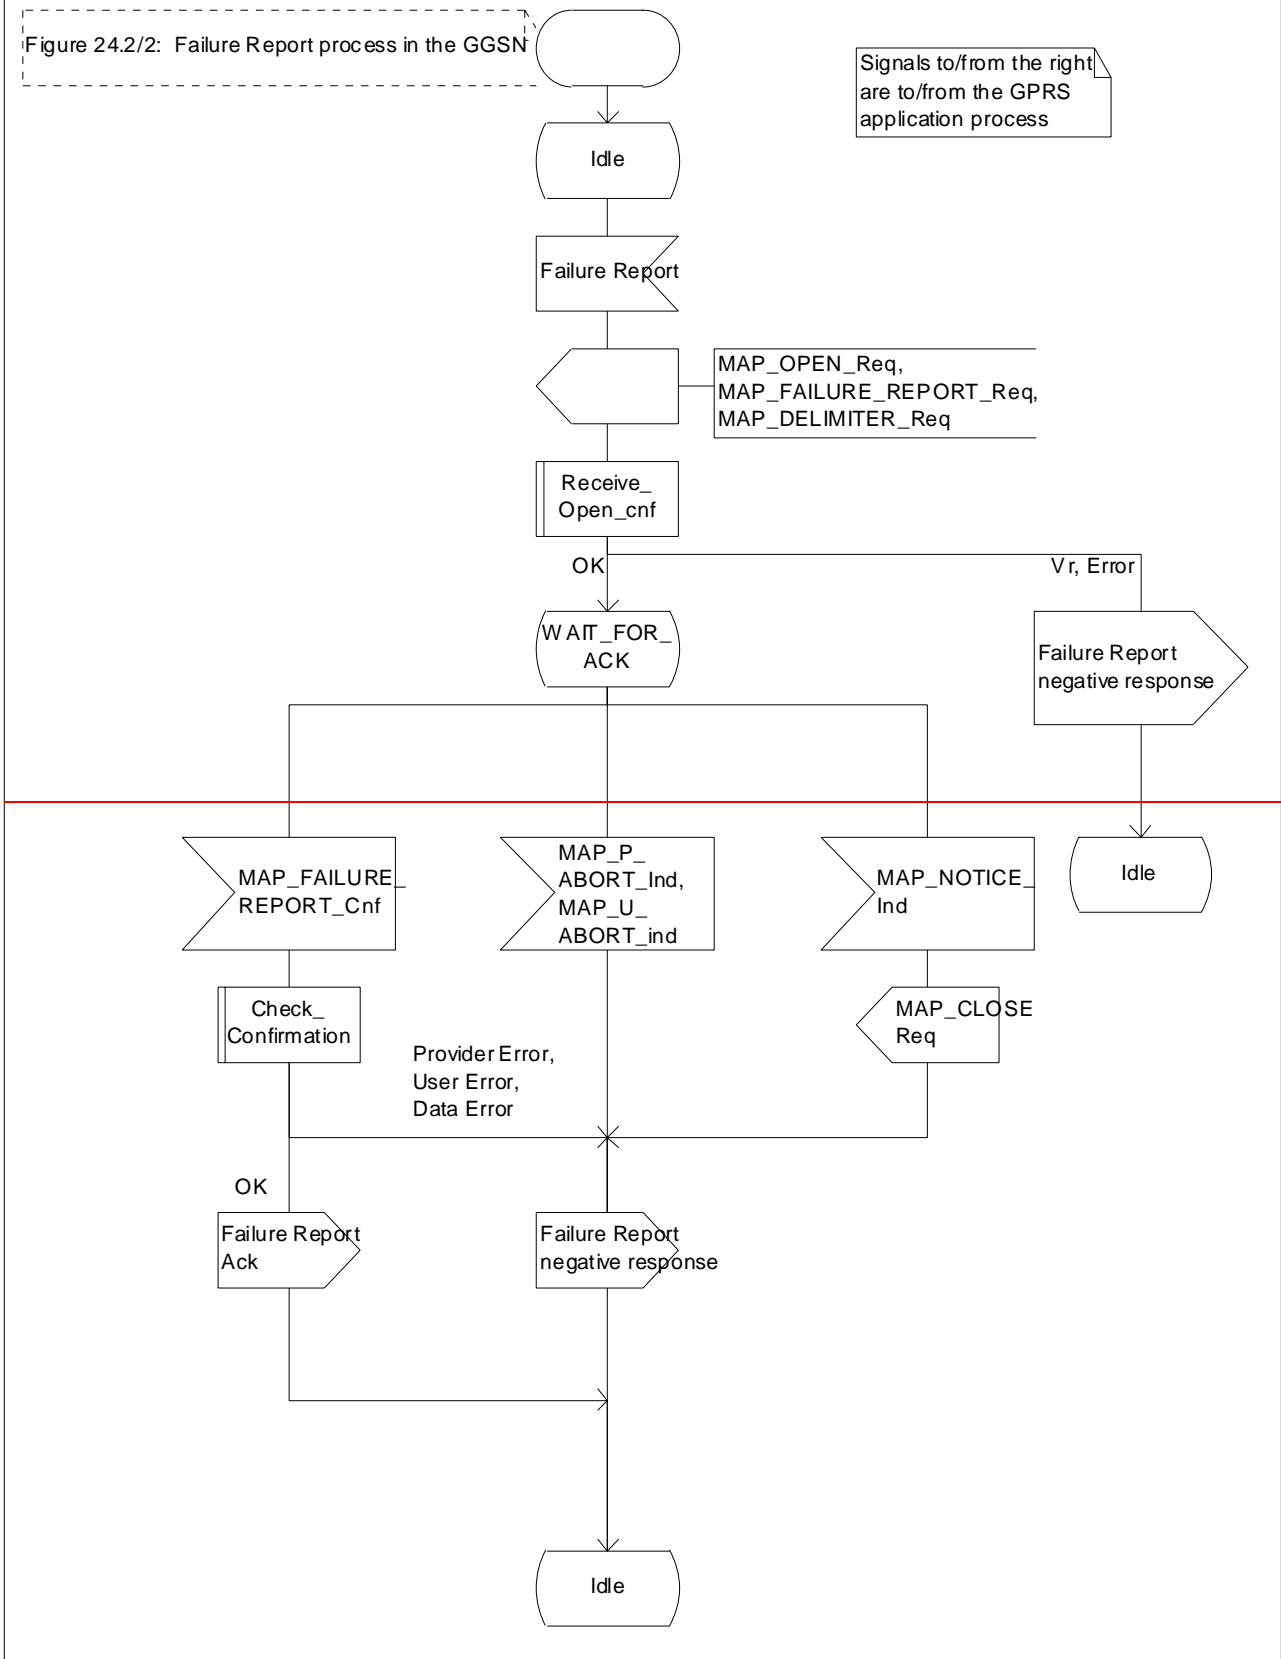 Figure 24.2/2: Failure Report process in the GGSN
Signals to/from the right
are to/from the GPRS
application process
Idle
Failure Report
MAP_OPEN_Req,
MAP_FAILURE_REPORT_Req,
MAP_DELIMITER_Req
Receive_
Open_cnf
OK
Vr, Error
WAIT_FOR_
ACK
Failure Report
negative response
MAP_FAILURE_
REPORT_Cnf
MAP_P_
ABORT_Ind,
MAP_U_
ABORT_ind
MAP_NOTICE_
Ind
Idle
Check_
Confirmation
MAP_CLOSE
Req
Provider Error,
User Error,
Data Error
OK
Failure Report
Ack
Failure Report
negative response
Idle